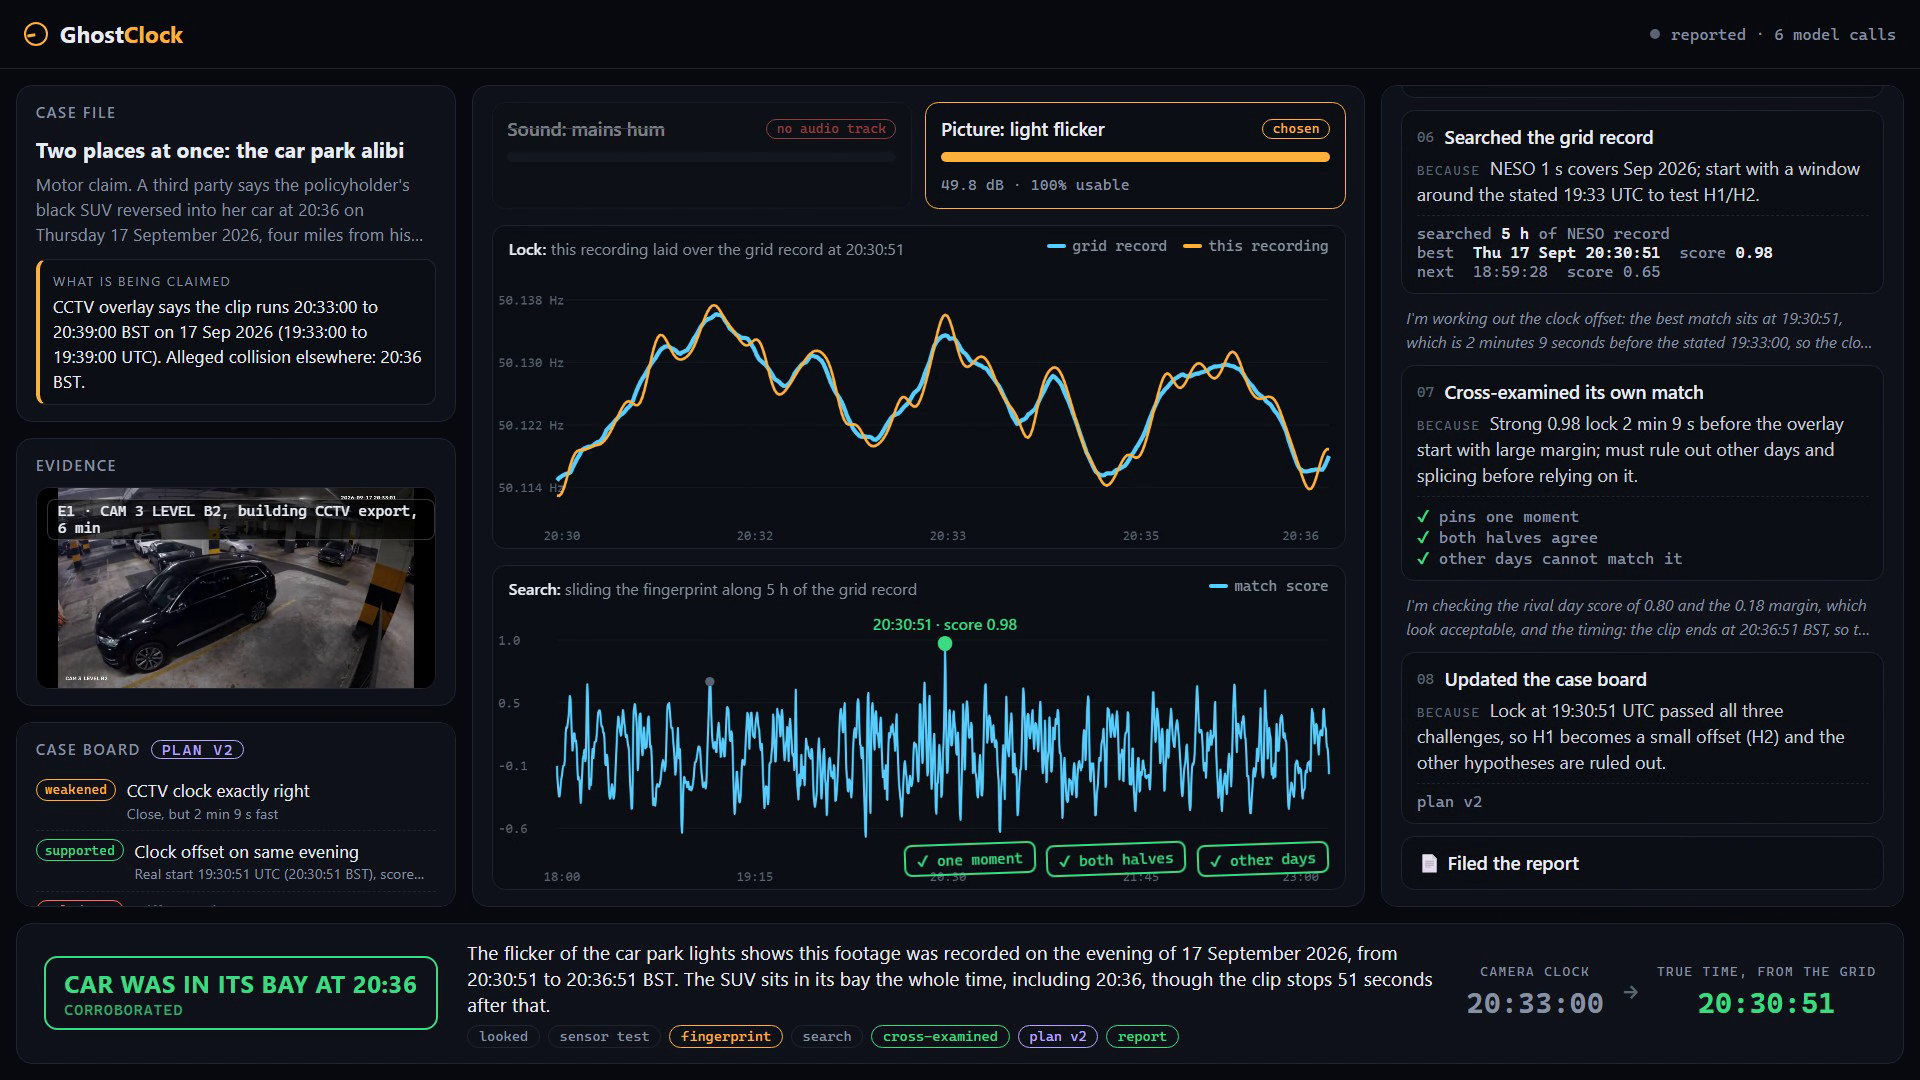 GhostClock
reported · 6 model calls
CASE FILE
Two places at once: the car park alibi
Motor claim. A third party says the policyholder's
black SUV reversed into her car at 20:36 on
Thursday 17 September 2026, four miles from his...
WHAT IS BEING CLAIMED
CCTV overlay says the clip runs 20:33:00 to
20:39:00 BST on 17 Sep 2026 (19:33:00 to
19:39:00 UTC). Alleged collision elsewhere: 20:36
BST.
EVIDENCE
E1 · CAM 3 LEVEL B2, building CCTV export,
6 min
CAM 3 LEVEL B2
CASE BOARD PLAN V2
weakened CCTV clock exactly right
Close, but 2 min 9 s fast
supported Clock offset on same evening
Real start 19:30:51 UTC (20:30:51 BST), score...
Sound: mains hum no audio track
Picture: light flicker chosen
49.8 dB · 100% usable
Lock: this recording laid over the grid record at 20:30:51
grid record this recording
50.138 Hz
50.130 Hz
50.122 Hz
50.114 Hz
20:30 20:32 20:33 20:35 20:36
Search: sliding the fingerprint along 5 h of the grid record
match score
20:30:51 · score 0.98
1.0
0.5
-0.1
-0.6
✓ one moment ✓ both halves ✓ other days
18:00 19:15 20:30 21:45 23:00
06 Searched the grid record
BECAUSE NESO 1 s covers Sep 2026; start with a window
around the stated 19:33 UTC to test H1/H2.
searched 5 h of NESO record
best Thu 17 Sept 20:30:51 score 0.98
next 18:59:28 score 0.65
I'm working out the clock offset: the best match sits at 19:30:51,
which is 2 minutes 9 seconds before the stated 19:33:00, so the clo...
07 Cross-examined its own match
BECAUSE Strong 0.98 lock 2 min 9 s before the overlay
start with large margin; must rule out other days and
splicing before relying on it.
✓ pins one moment
✓ both halves agree
✓ other days cannot match it
I'm checking the rival day score of 0.80 and the 0.18 margin, which
look acceptable, and the timing: the clip ends at 20:36:51 BST, so t...
08 Updated the case board
BECAUSE Lock at 19:30:51 UTC passed all three
challenges, so H1 becomes a small offset (H2) and the
other hypotheses are ruled out.
plan v2
Filed the report
CAR WAS IN ITS BAY AT 20:36
CORROBORATED
The flicker of the car park lights shows this footage was recorded on the evening of 17 September 2026, from
20:30:51 to 20:36:51 BST. The SUV sits in its bay the whole time, including 20:36, though the clip stops 51 seconds
after that.
looked sensor test fingerprint search cross-examined plan v2 report
CAMERA CLOCK
20:33:00
→
TRUE TIME, FROM THE GRID
20:30:51